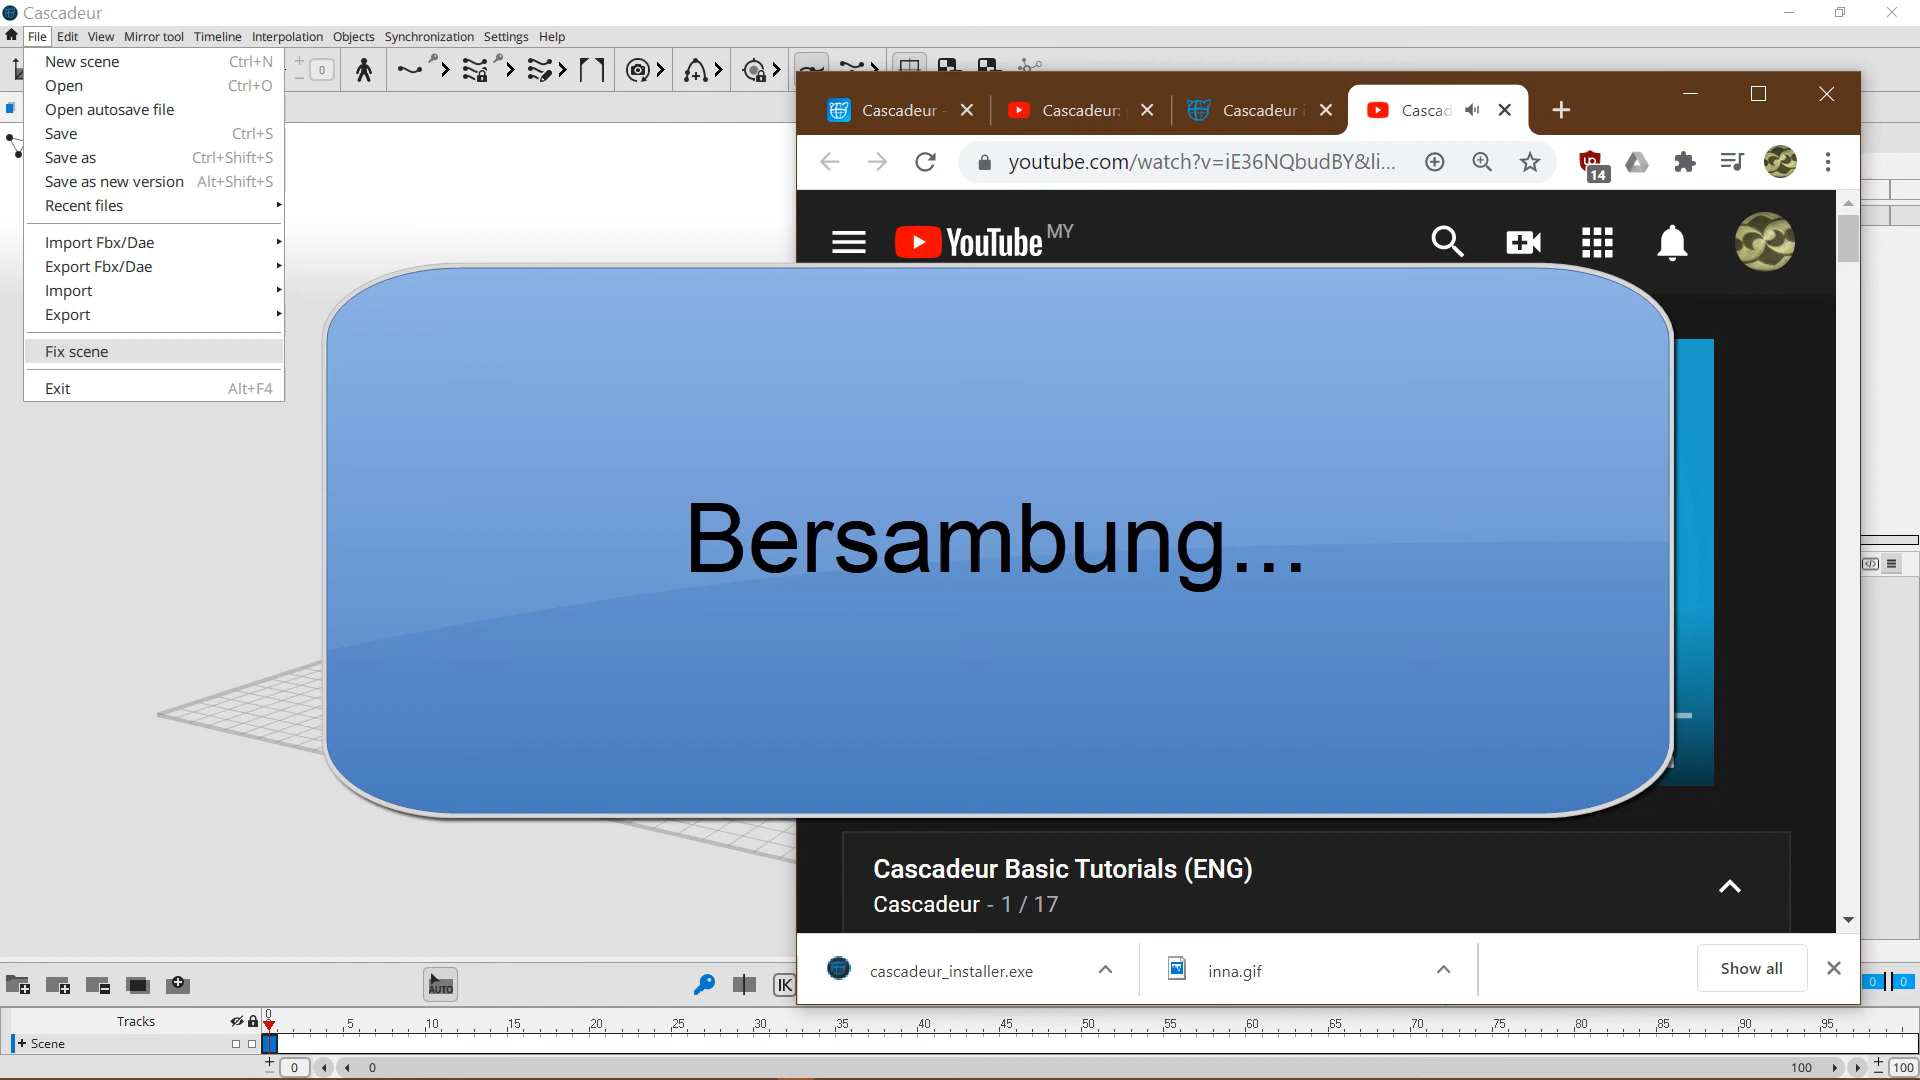 Cascadeur
File Edit View Mirror tool Timeline Interpolation Objects Synchronization Settings Help
New scene Ctrl+N
Open Ctrl+O
Open autosave file
Save Ctrl+S
Save as Ctrl+Shift+S
Save as new version Alt+Shift+S
Recent files
Import Fbx/Dae
Export Fbx/Dae
Import
Export
Fix scene
Exit Alt+F4
0
Cascadeur - Cascadeur: Cascadeur i Cascad
youtube.com/watch?v=iE36NQbudBY&li...
14
YouTube MY
Bersambung...
Cascadeur Basic Tutorials (ENG)
Cascadeur - 1 / 17
cascadeur_installer.exe
inna.gif
Show all
AUTO
0 0
Tracks
0 5 10 15 20 25 30 35 40 45 50 55 60 65 70 75 80 85 90 95
+ Scene
0 0 100 100